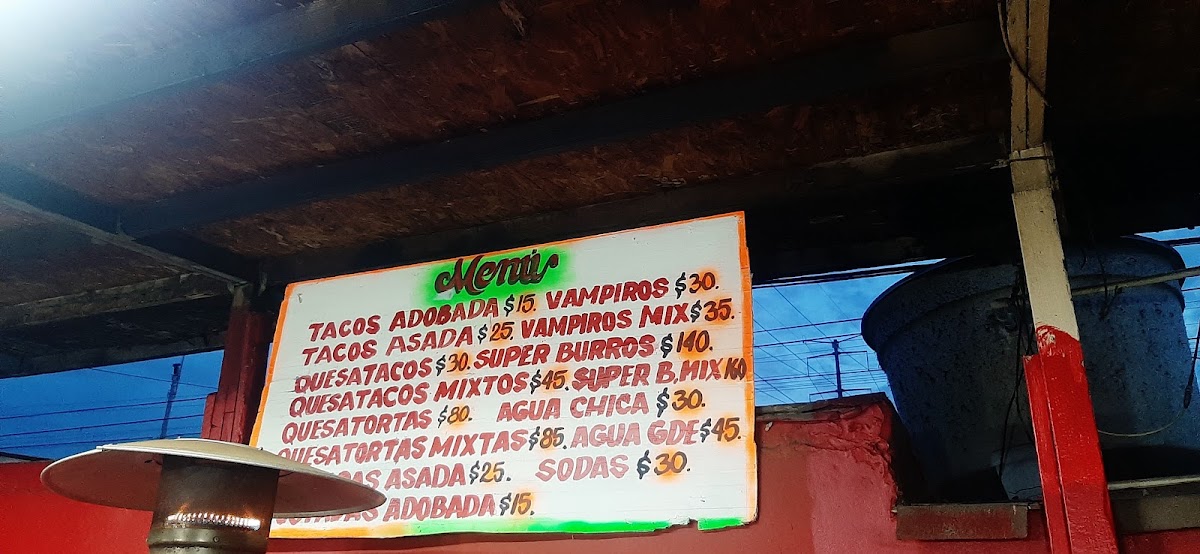 Menú
TACOS ADOBADA $15. VAMPIROS $30.
TACOS ASADA $25. VAMPIROS MIX $35.
QUESATACOS $30. SUPER BURROS $140.
QUESATACOS MIXTOS $45. SUPER B. MIX 160
QUESATORTAS $80. AGUA CHICA $30.
QUESATORTAS MIXTAS $85. AGUA GDE $45.
ASADA $25. SODAS $30.
ADOBADA $15.